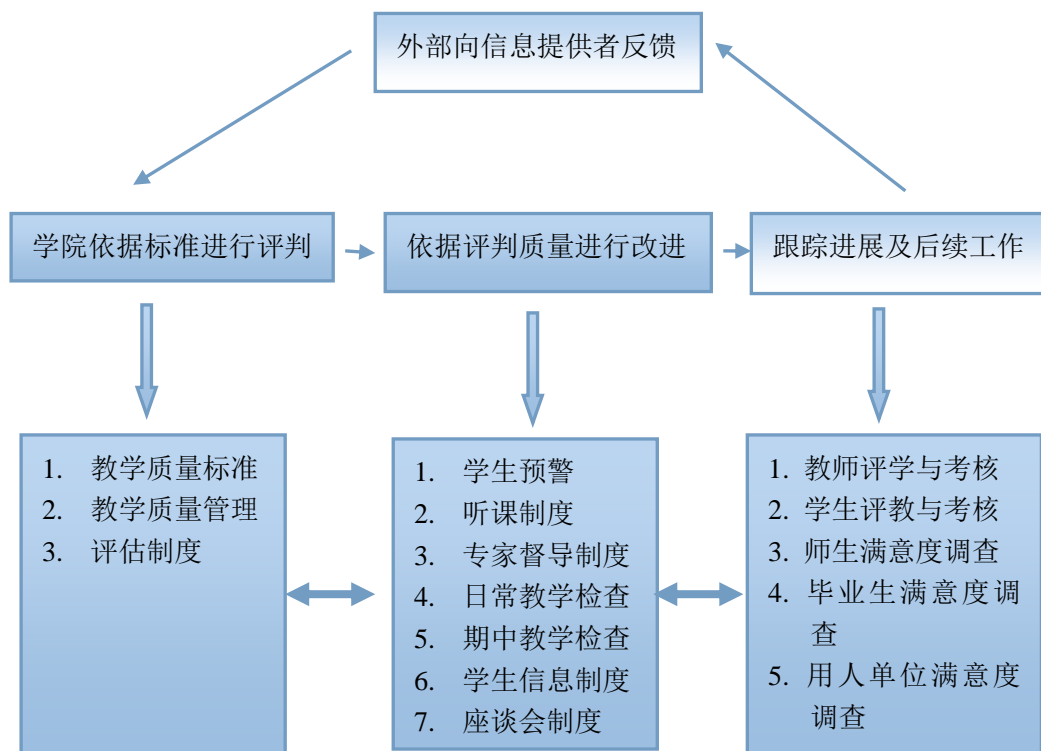 外部向信息提供者反馈
学院依据标准进行评判
依据评判质量进行改进
跟踪进展及后续工作
1. 教学质量标准
2. 教学质量管理
3. 评估制度
1. 学生预警
2. 听课制度
3. 专家督导制度
4. 日常教学检查
5. 期中教学检查
6. 学生信息制度
7. 座谈会制度
1. 教师评学与考核
2. 学生评教与考核
3. 师生满意度调查
4. 毕业生满意度调
查
5. 用人单位满意度
调查